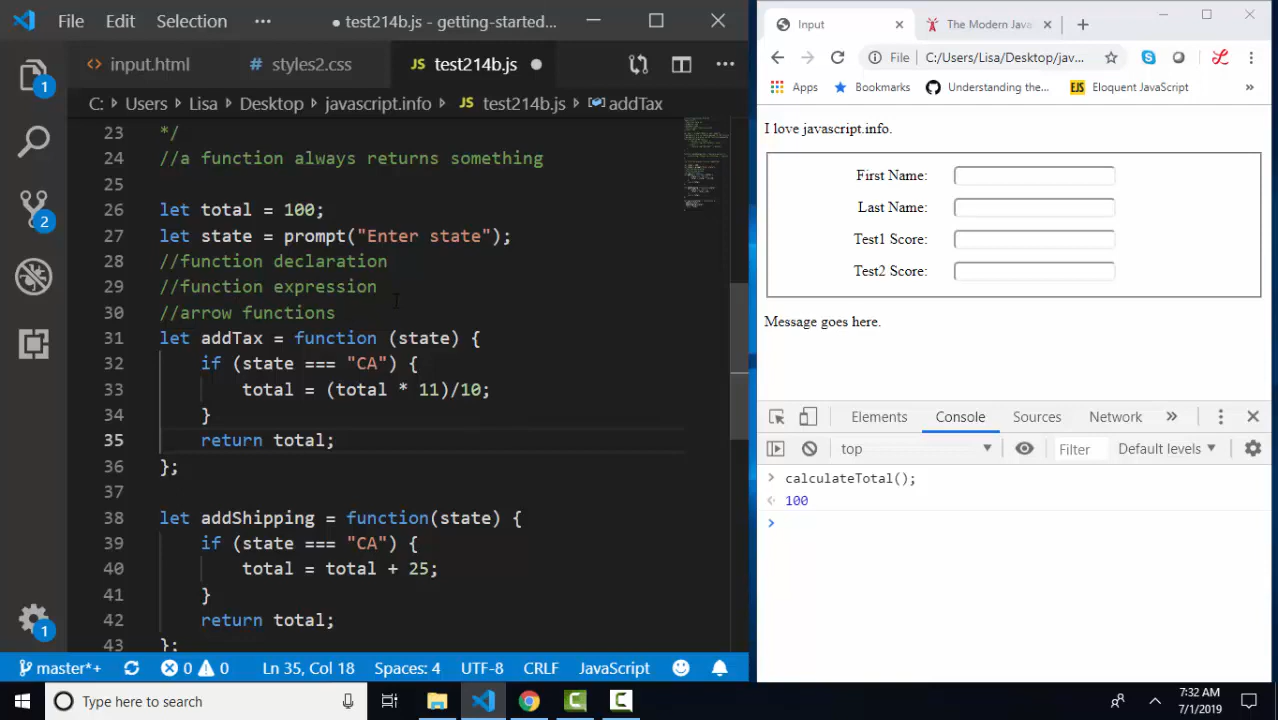 File Edit Selection ··· ● test214b.js - getting-started...
input.html styles2.css JS test214b.js
C: > Users > Lisa > Desktop > javascript.info > JS test214b.js > addTax
23 */
24 //a function always returns something
25
26 let total = 100;
27 let state = prompt("Enter state");
28 //function declaration
29 //function expression
30 //arrow functions
31 let addTax = function (state) {
32 if (state === "CA") {
33 total = (total * 11)/10;
34 }
35 return total;
36 };
37
38 let addShipping = function(state) {
39 if (state === "CA") {
40 total = total + 25;
41 }
42 return total;
43 };
1
2
1
master*+ 0 0 Ln 35, Col 18 Spaces: 4 UTF-8 CRLF JavaScript
Input The Modern Java
File C:/Users/Lisa/Desktop/jav...
Apps Bookmarks Understanding the... EJS Eloquent JavaScript »
I love javascript.info.
First Name:
Last Name:
Test1 Score:
Test2 Score:
Message goes here.
Elements Console Sources Network »
top Filter Default levels
> calculateTotal();
100
>
Type here to search
7:32 AM
7/1/2019